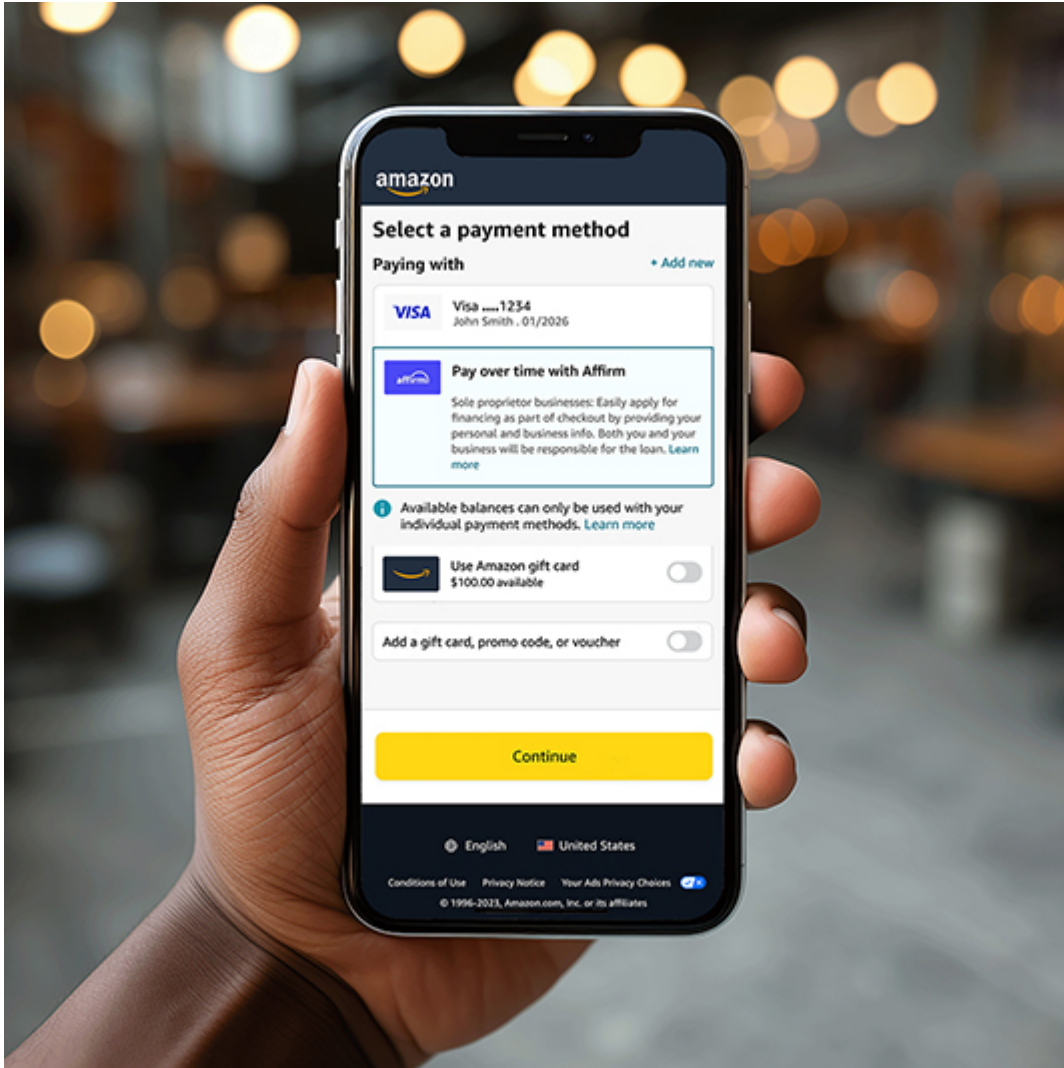 amazon
Select a payment method
Paying with + Add new
VISA
Visa ....1234
John Smith . 01/2026
affirm
Pay over time with Affirm
Sole proprietor businesses: Easily apply for
financing as part of checkout by providing your
personal and business info. Both you and your
business will be responsible for the loan. Learn
more
Available balances can only be used with your
individual payment methods. Learn more
Use Amazon gift card
$100.00 available
Add a gift card, promo code, or voucher
Continue
English United States
Conditions of Use Privacy Notice Your Ads Privacy Choices
© 1996-2023, Amazon.com, Inc. or its affiliates